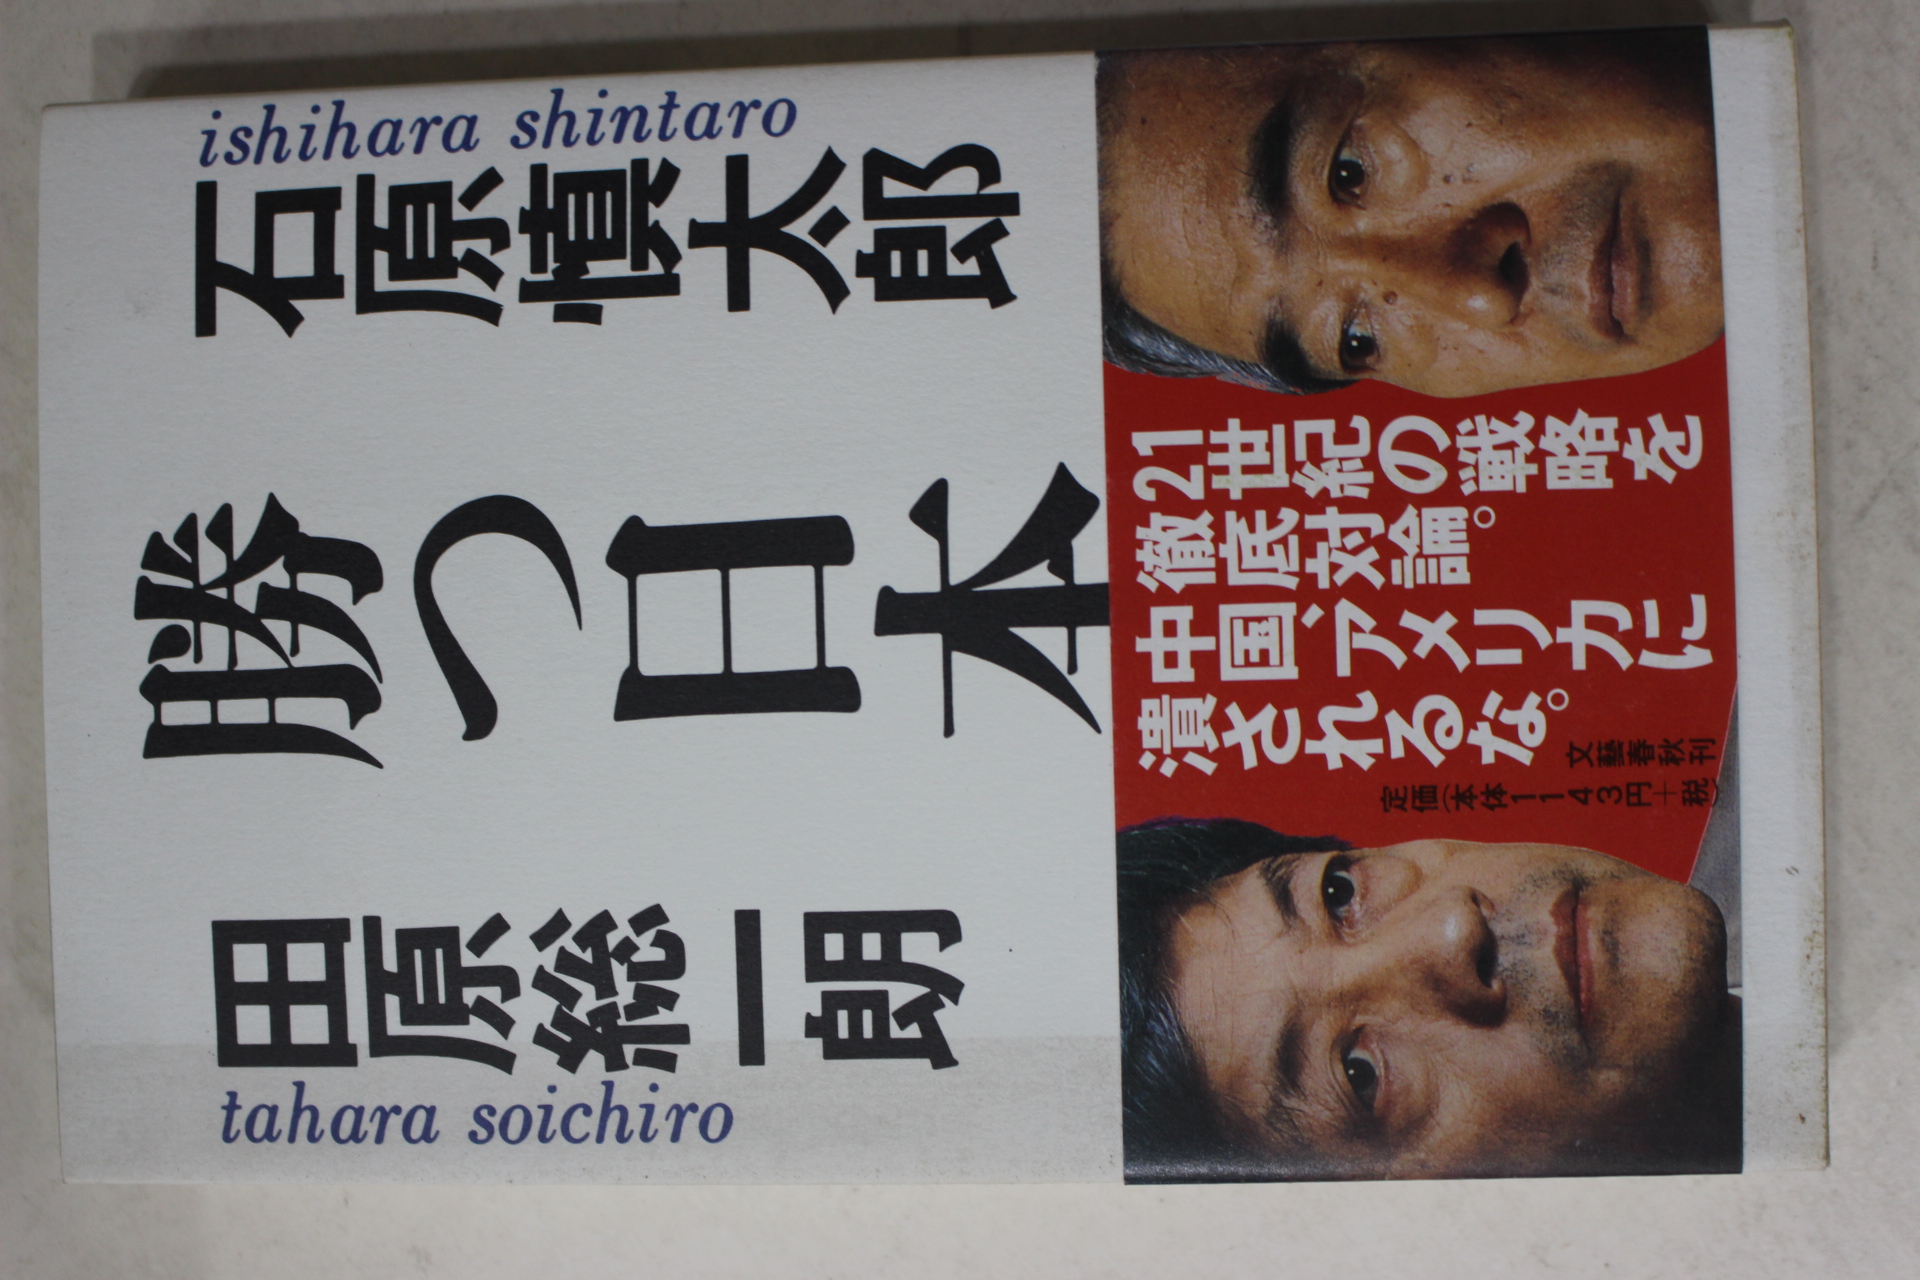 ishihara shintaro
石原慎太郎
勝つ日本
田原総一朗
tahara soichiro
21世紀の戦略を
徹底対論。
中国、アメリカに
潰されるな。
文藝春秋刊
定価(本体1143円+税)